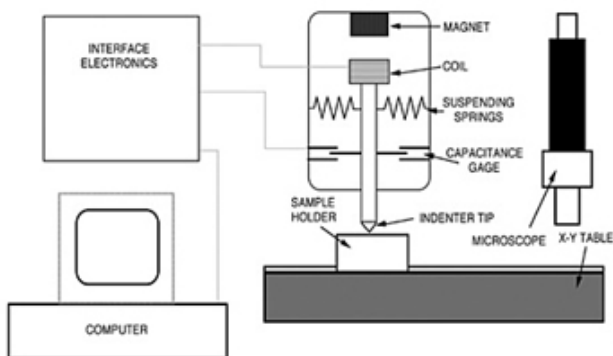 INTERFACE
ELECTRONICS
MAGNET
COIL
SUSPENDING
SPRINGS
CAPACITANCE
GAGE
SAMPLE
HOLDER
INDENTER TIP
MICROSCOPE
X-Y TABLE
COMPUTER